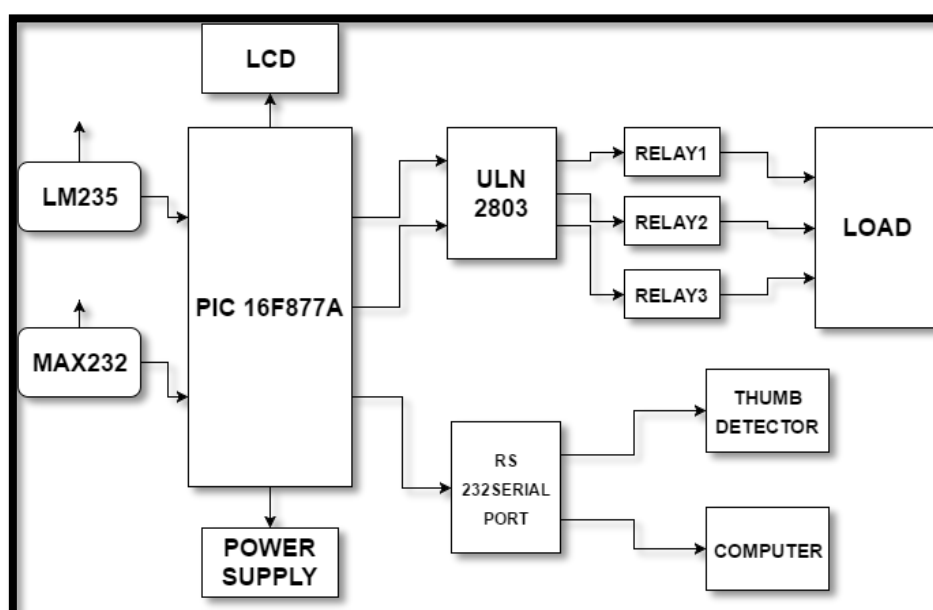 LCD
LM235
MAX232
PIC 16F877A
POWER
SUPPLY
ULN
2803
RELAY1
RELAY2
RELAY3
LOAD
RS
232SERIAL
PORT
THUMB
DETECTOR
COMPUTER